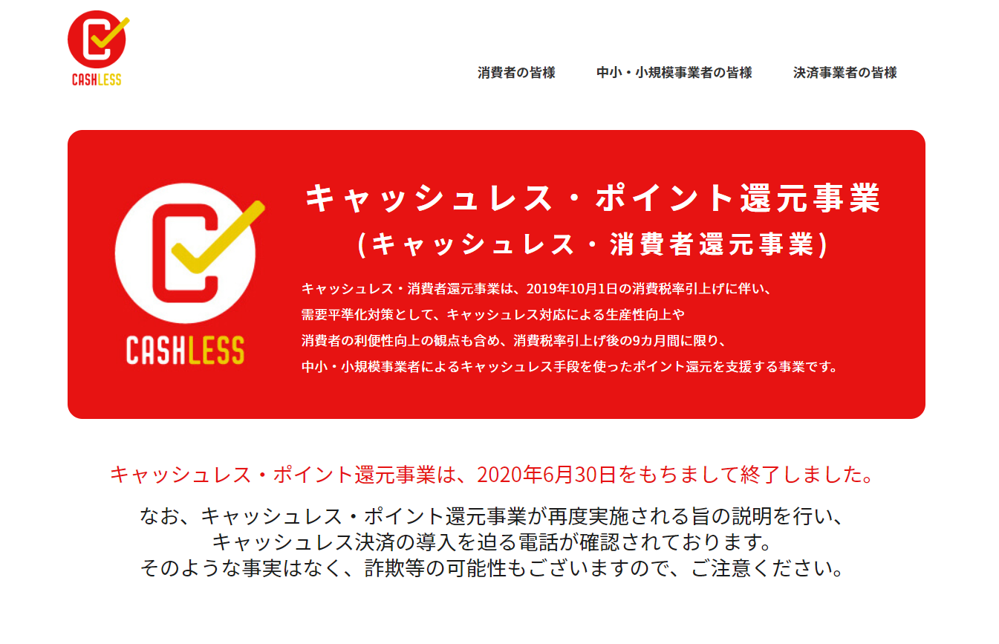 CASHLESS
消費者の皆様
中小・小規模事業者の皆様
決済事業者の皆様
キャッシュレス・ポイント還元事業
(キャッシュレス・消費者還元事業)
CASHLESS
キャッシュレス・消費者還元事業は、2019年10月1日の消費税率引上げに伴い、
需要平準化対策として、キャッシュレス対応による生産性向上や
消費者の利便性向上の観点も含め、消費税率引上げ後の9カ月間に限り、
中小・小規模事業者によるキャッシュレス手段を使ったポイント還元を支援する事業です。
キャッシュレス・ポイント還元事業は、2020年6月30日をもちまして終了しました。
なお、キャッシュレス・ポイント還元事業が再度実施される旨の説明を行い、
キャッシュレス決済の導入を迫る電話が確認されております。
そのような事実はなく、詐欺等の可能性もございますので、ご注意ください。